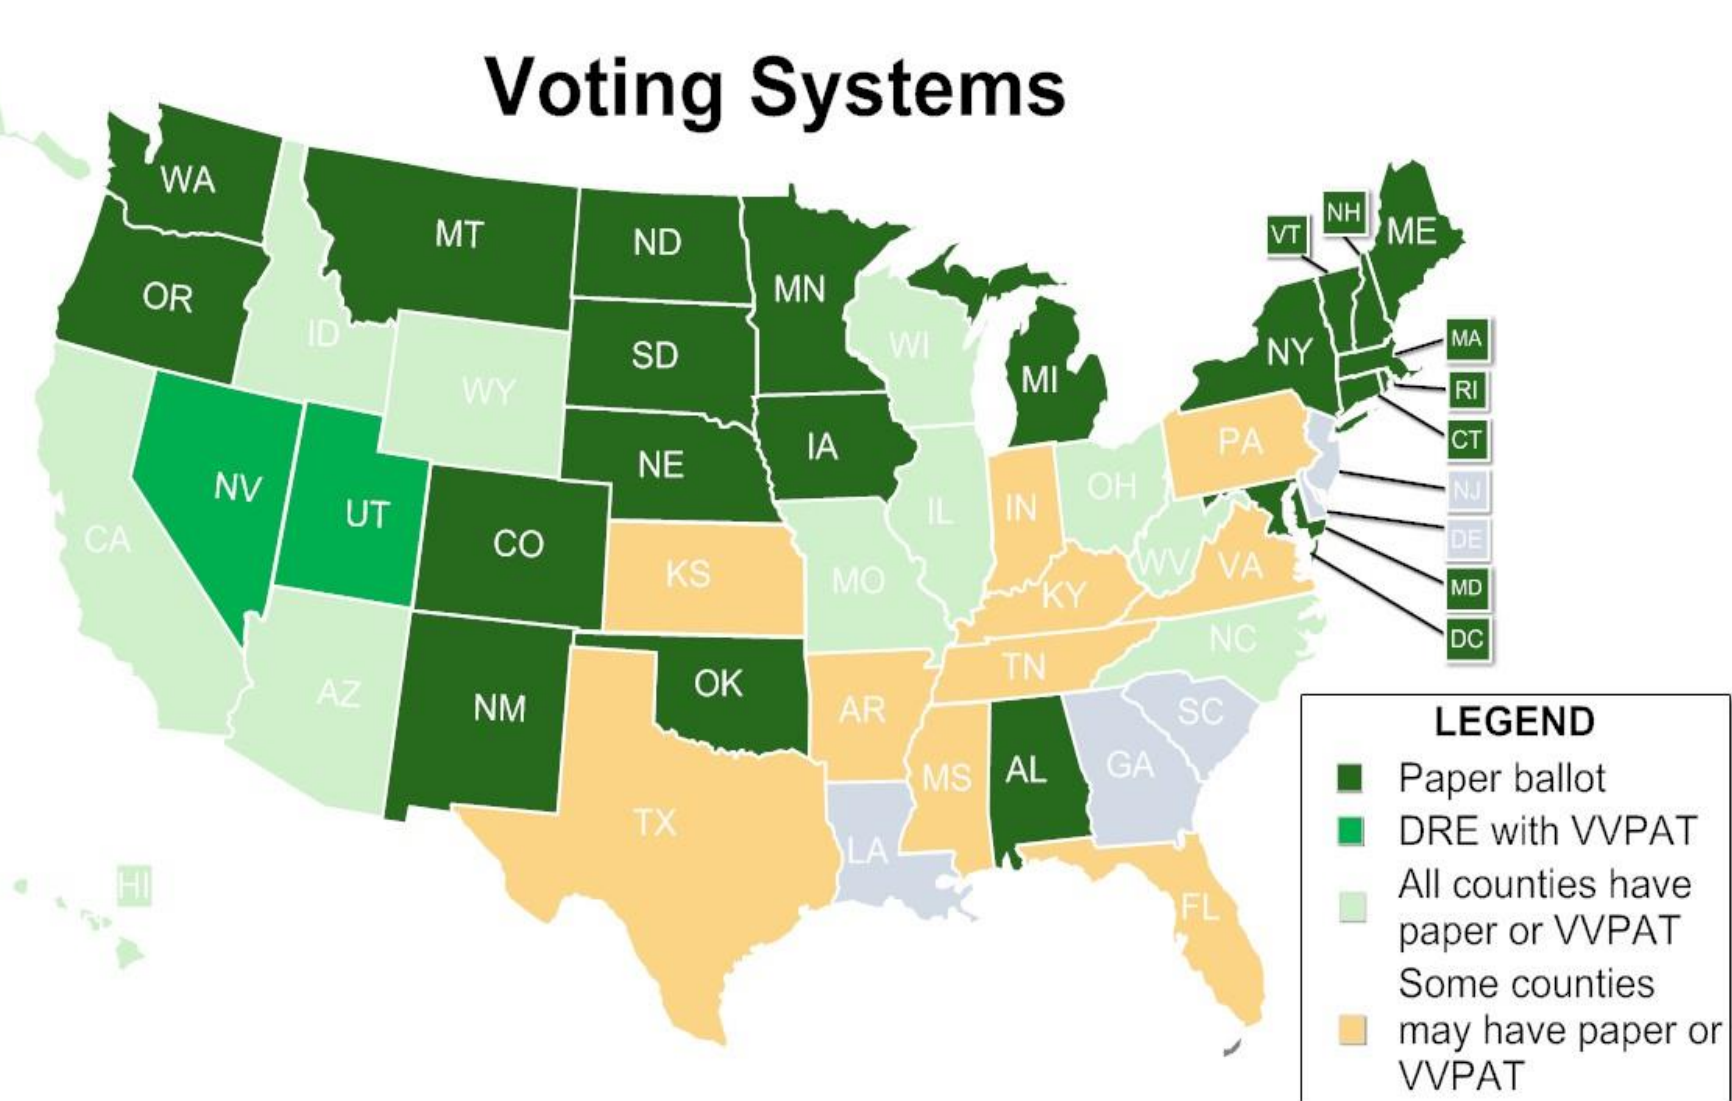 Voting Systems
WA
MT
ND
MN
VT
NH
ME
OR
ID
SD
WI
MI
NY
MA
WY
RI
NE
IA
PA
CT
NV
UT
CA
CO
KS
MO
IL
IN
OH
WV
VA
KY
NJ
DE
MD
DC
AZ
NM
OK
AR
TN
NC
SC
TX
LA
MS
AL
GA
FL
HI
LEGEND
Paper ballot
DRE with VVPAT
All counties have
paper or VVPAT
Some counties
may have paper or
VVPAT